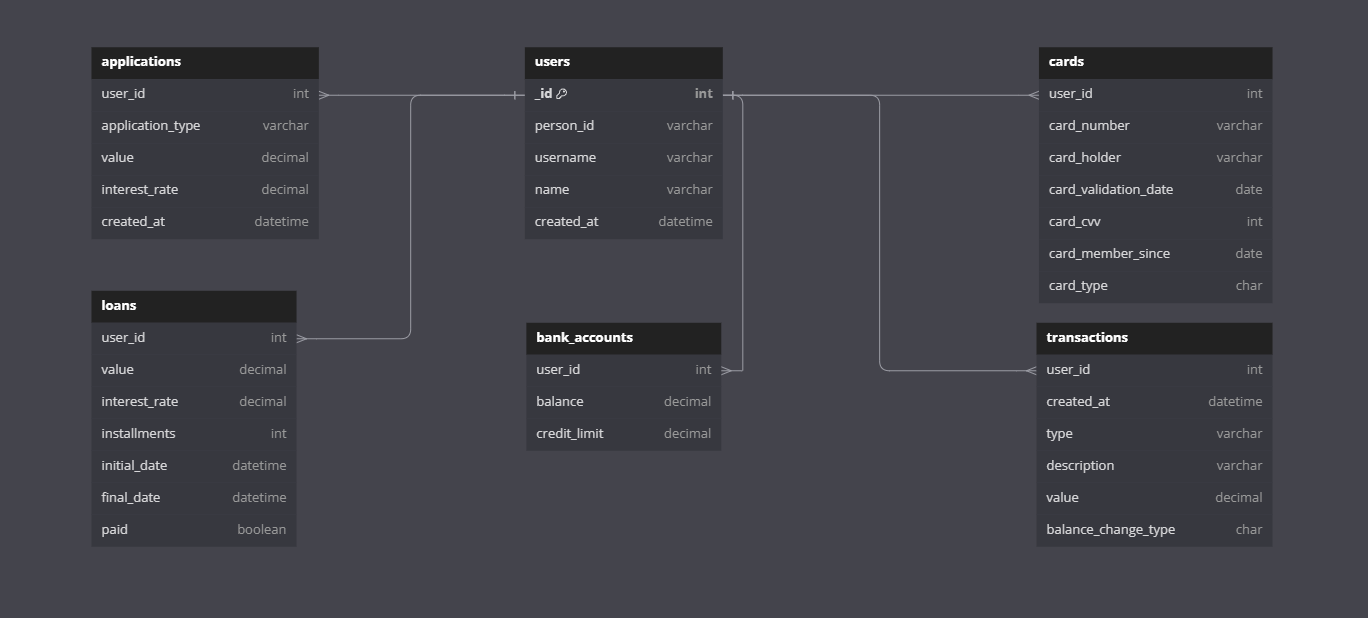 applications
user_id int
application_type varchar
value decimal
interest_rate decimal
created_at datetime
users
_id int
person_id varchar
username varchar
name varchar
created_at datetime
cards
user_id int
card_number varchar
card_holder varchar
card_validation_date date
card_cvv int
card_member_since date
card_type char
loans
user_id int
value decimal
interest_rate decimal
installments int
initial_date datetime
final_date datetime
paid boolean
bank_accounts
user_id int
balance decimal
credit_limit decimal
transactions
user_id int
created_at datetime
type varchar
description varchar
value decimal
balance_change_type char